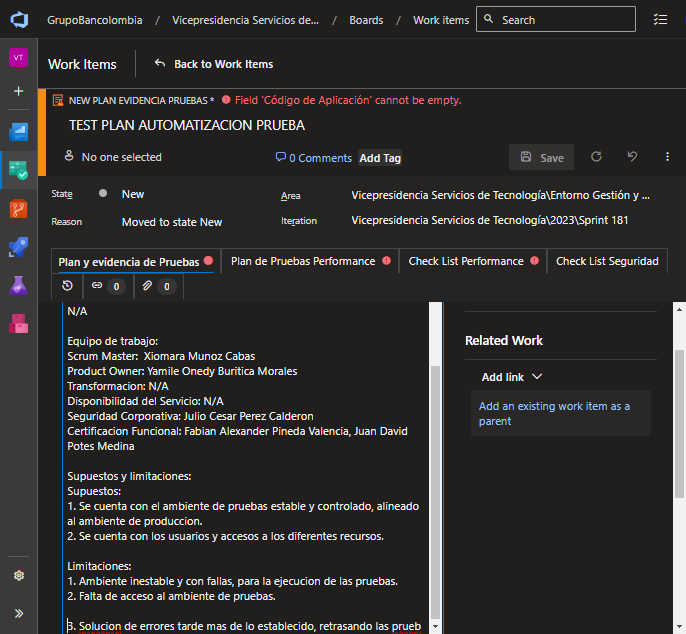 GrupoBancolombia / Vicepresidencia Servicios de... / Boards / Work items Search
VT
Work Items Back to Work Items
NEW PLAN EVIDENCIA PRUEBAS * Field 'Código de Aplicación' cannot be empty.
TEST PLAN AUTOMATIZACION PRUEBA
No one selected 0 Comments Add Tag Save
State New Area Vicepresidencia Servicios de Tecnología\Entorno Gestión y ...
Reason Moved to state New Iteration Vicepresidencia Servicios de Tecnología\2023\Sprint 181
Plan y evidencia de Pruebas Plan de Pruebas Performance Check List Performance Check List Seguridad
0 0
N/A
Equipo de trabajo:
Scrum Master: Xiomara Munoz Cabas
Product Owner: Yamile Onedy Buritica Morales
Transformacion: N/A
Disponibilidad del Servicio: N/A
Seguridad Corporativa: Julio Cesar Perez Calderon
Certificacion Funcional: Fabian Alexander Pineda Valencia, Juan David
Potes Medina
Supuestos y limitaciones:
Supuestos:
1. Se cuenta con el ambiente de pruebas estable y controlado, alineado
al ambiente de produccion.
2. Se cuenta con los usuarios y accesos a los diferentes recursos.
Limitaciones:
1. Ambiente inestable y con fallas, para la ejecucion de las pruebas.
2. Falta de acceso al ambiente de pruebas.
3. Solucion de errores tarde mas de lo establecido, retrasando las prueb
Related Work
Add link
Add an existing work item as a
parent